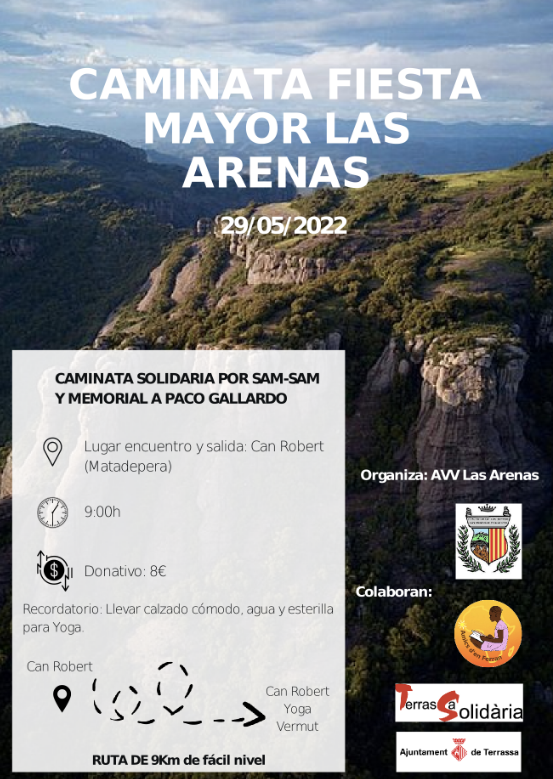 CAMINATA FIESTA
MAYOR LAS
ARENAS
29/05/2022
CAMINATA SOLIDARIA POR SAM-SAM
Y MEMORIAL A PACO GALLARDO
Lugar encuentro y salida: Can Robert
(Matadepera)
9:00h
$
Donativo: 8€
Recordatorio: Llevar calzado cómodo, agua y esterilla
para Yoga.
Can Robert
Can Robert
Yoga
Vermut
RUTA DE 9Km de fácil nivel
Organiza: AVV Las Arenas
Colaboran:
TerrasSa
Solidària
Ajuntament de Terrassa